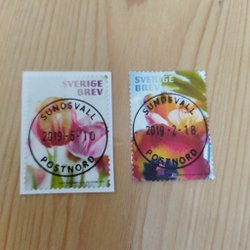 SVERIGE
BREV
SUNDSVALL
2019-5-10
POSTNORD
SVERIGE
BREV
SUNDSVALL
2019-2-18
POSTNORD